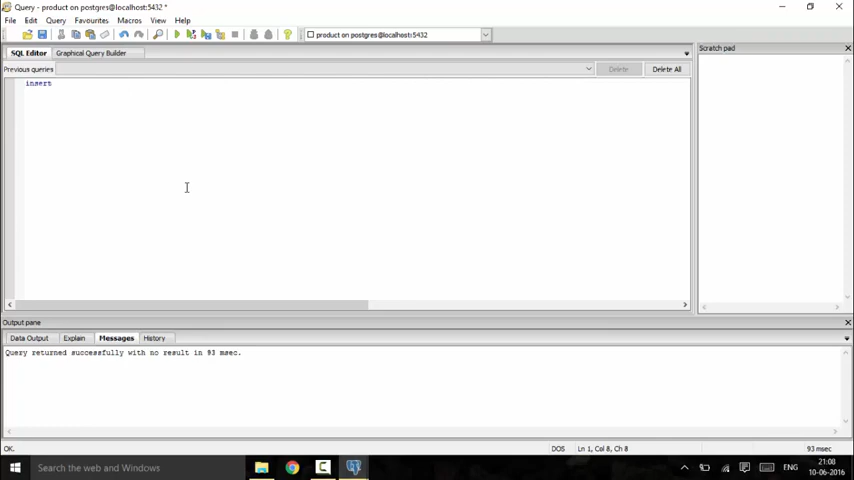 Query - product on postgres@localhost:5432 *
File Edit Query Favourites Macros View Help
product on postgres@localhost:5432
SQL Editor Graphical Query Builder
Scratch pad
Previous queries Delete Delete All
insert
Output pane
Data Output Explain Messages History
Query returned successfully with no result in 93 msec.
OK. DOS Ln 1, Col 8, Ch 8 93 msec
Search the web and Windows
ENG
21:08
10-06-2016